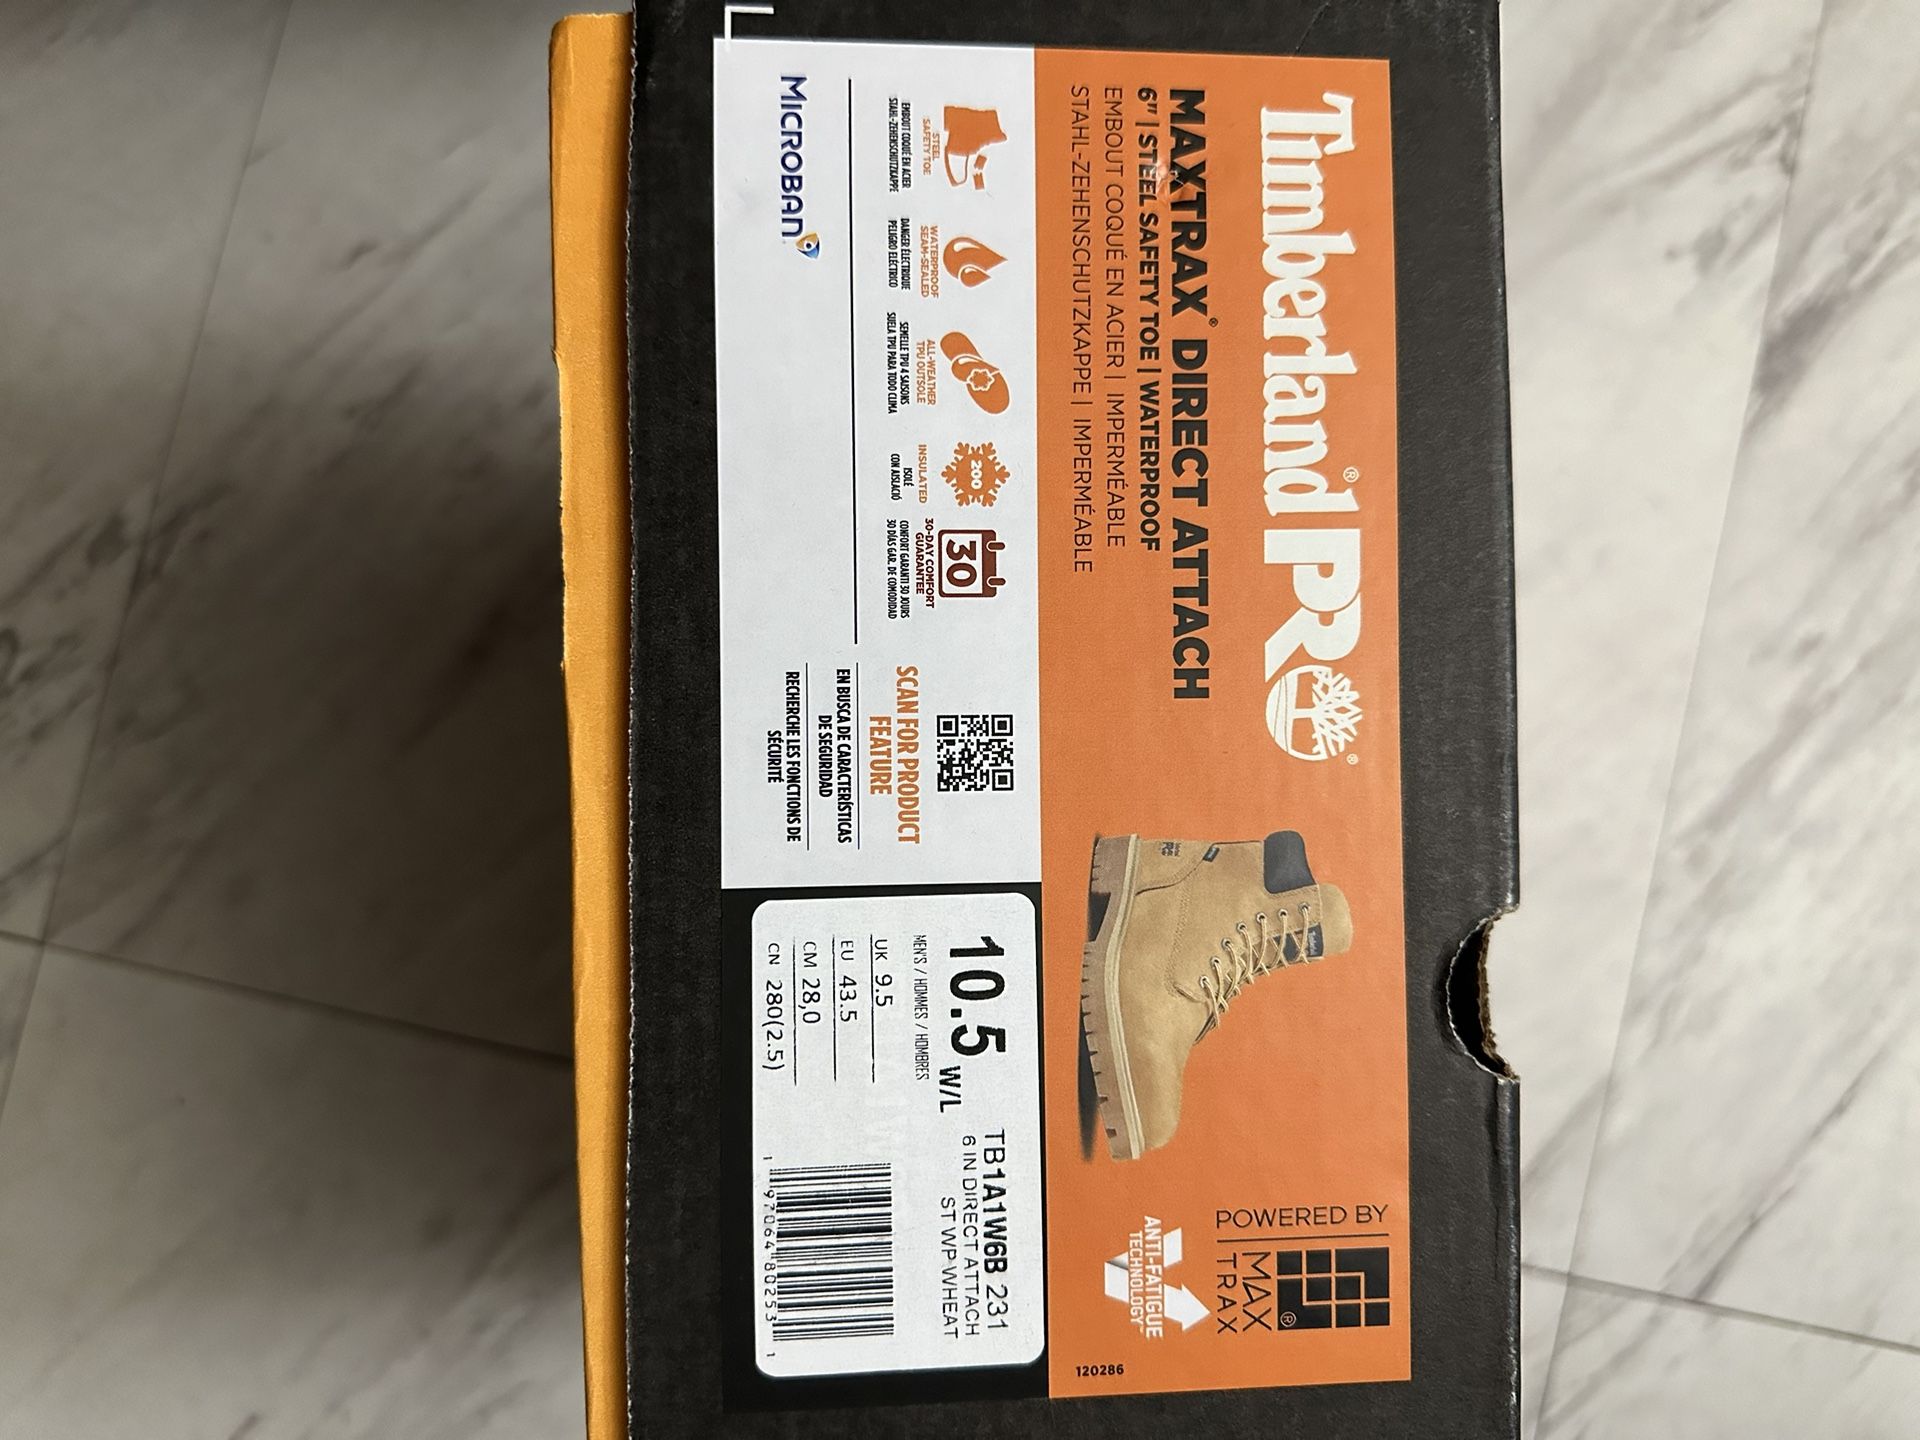 Timberland® PRO®
MAXTRAX® DIRECT ATTACH
6" | STEEL SAFETY TOE | WATERPROOF
EMBOUT COQUÉ EN ACIER | IMPERMÉABLE
STAHL-ZEHENSCHUTZKAPPE | IMPERMÉABLE
POWERED BY
MAX
TRAX®
ANTI-FATIGUE
TECHNOLOGY™
120286
STEEL
SAFETY TOE
EMBOUT COQUÉ EN ACIER
STAHL-ZEHENSCHUTZKAPPE
WATERPROOF
SEAM-SEALED
DANGER ÉLECTRIQUE
PELIGRO ELÉCTRICO
ALL-WEATHER
TPU OUTSOLE
SEMELLE TPU 4 SAISONS
SUELA TPU PARA TODO CLIMA
200
INSULATED
ISOLÉ
CON AISLACIÓ
30
30-DAY COMFORT
GUARANTEE
CONFORT GARANTI 30 JOURS
30 DÍAS GAR. DE COMODIDAD
MICROBAN
SCAN FOR PRODUCT
FEATURE
EN BUSCA DE CARACTERÍSTICAS
DE SEGURIDAD
RECHERCHE LES FONCTIONS DE
SÉCURITÉ
10.5 W/L
MEN'S / HOMMES / HOMBRES
UK 9.5
EU 43.5
CM 28,0
CN 280(2.5)
TB1A1W6B 231
6 IN DIRECT ATTACH
ST WP WHEAT
1 97064 80253 1